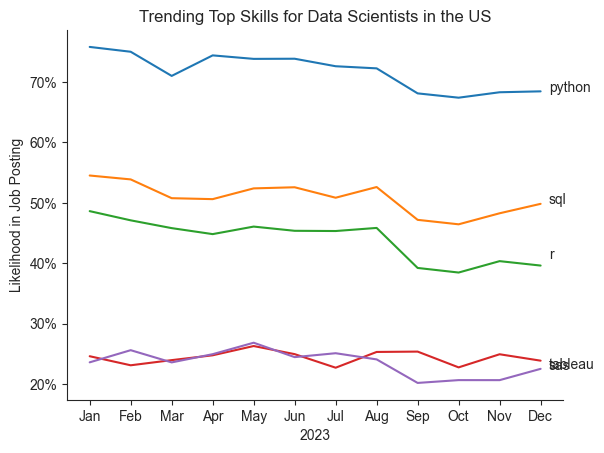 Trending Top Skills for Data Scientists in the US
Likelihood in Job Posting
70%
60%
50%
40%
30%
20%
python
sql
r
tableau
sas
Jan Feb Mar Apr May Jun Jul Aug Sep Oct Nov Dec
2023